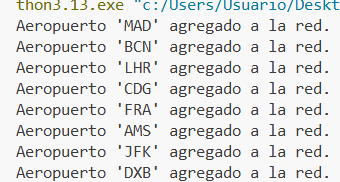 thon3.13.exe "c:/Users/Usuario/Deskt
Aeropuerto 'MAD' agregado a la red.
Aeropuerto 'BCN' agregado a la red.
Aeropuerto 'LHR' agregado a la red.
Aeropuerto 'CDG' agregado a la red.
Aeropuerto 'FRA' agregado a la red.
Aeropuerto 'AMS' agregado a la red.
Aeropuerto 'JFK' agregado a la red.
Aeropuerto 'DXB' agregado a la red.